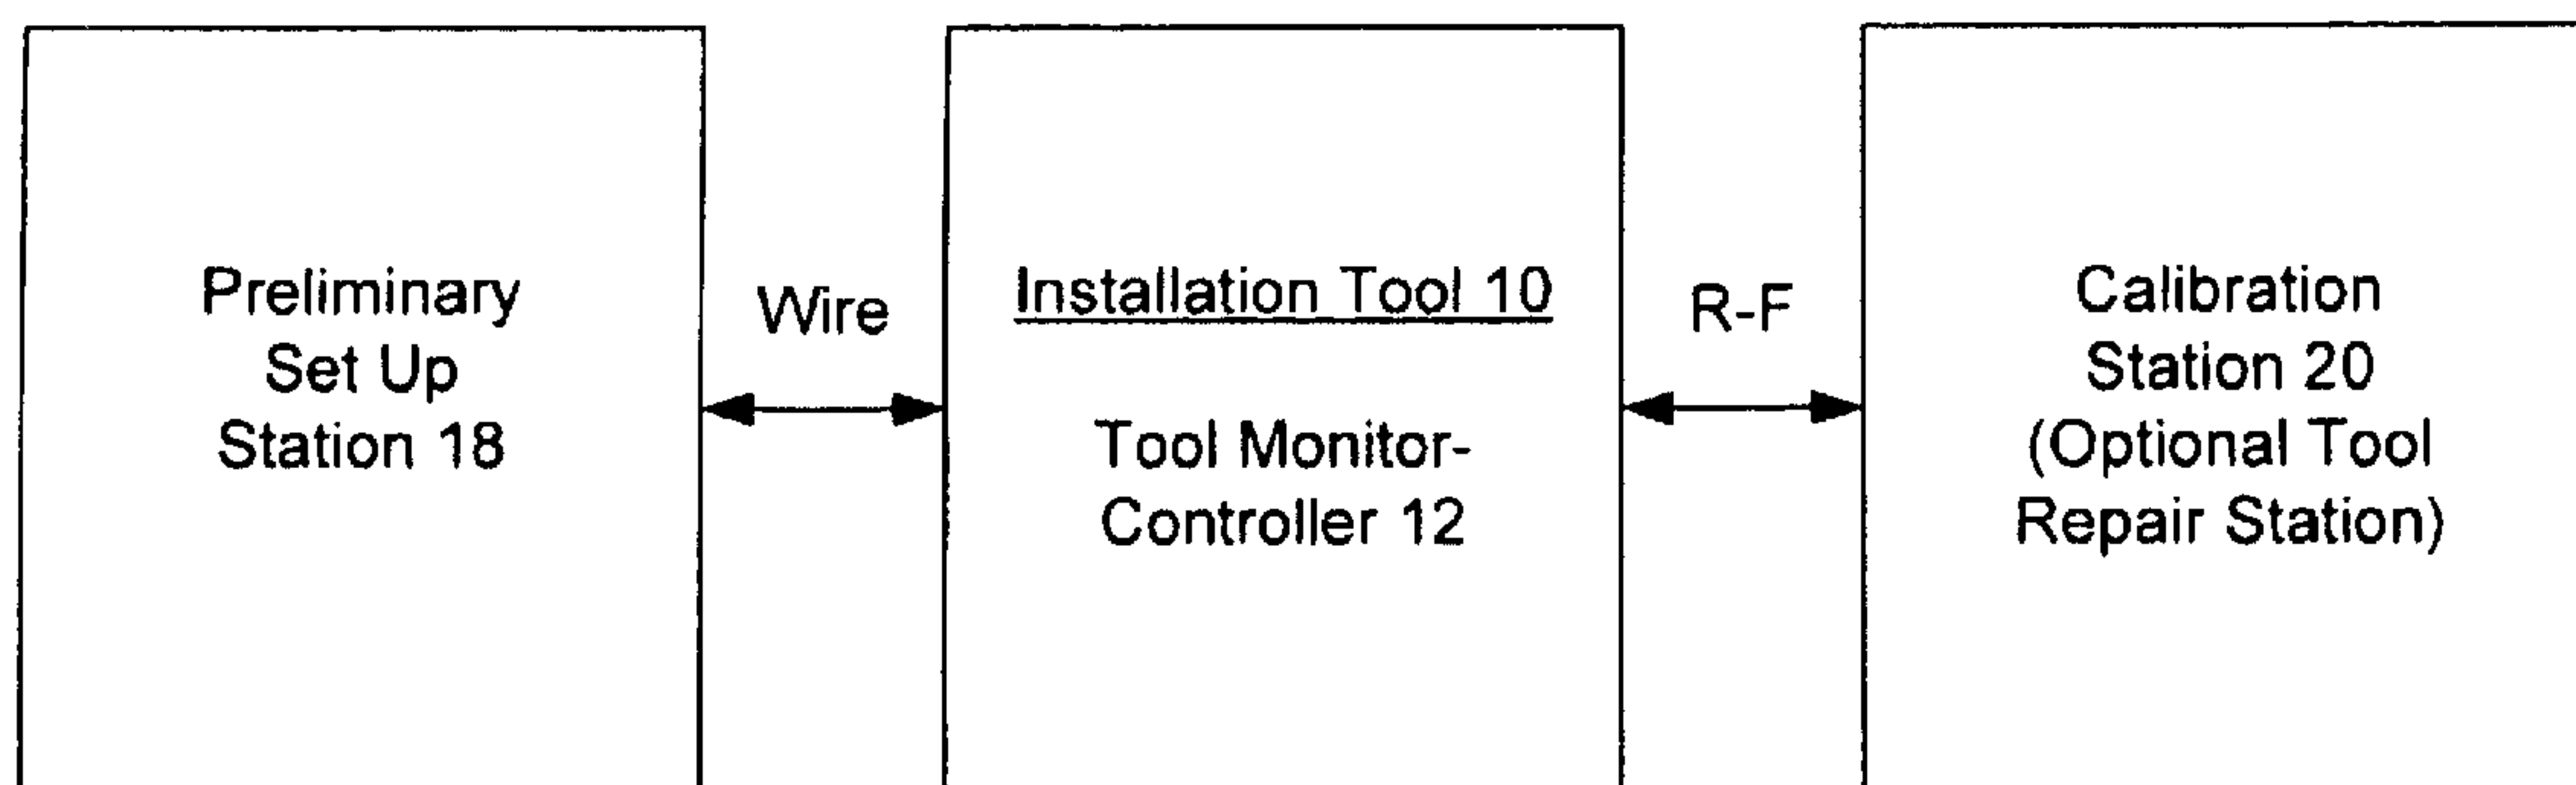 Preliminary
Set Up
Station 18
Wire
Installation Tool 10
Tool Monitor-
Controller 12
R-F
Calibration
Station 20
(Optional Tool
Repair Station)